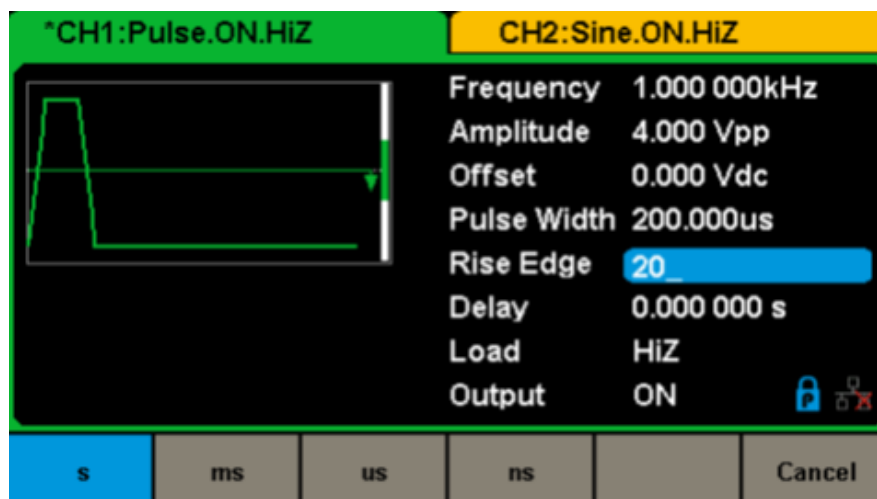 *CH1:Pulse.ON.HiZ
CH2:Sine.ON.HiZ
Frequency 1.000 000kHz
Amplitude 4.000 Vpp
Offset 0.000 Vdc
Pulse Width 200.000us
Rise Edge 20_
Delay 0.000 000 s
Load HiZ
Output ON
P
s ms us ns Cancel